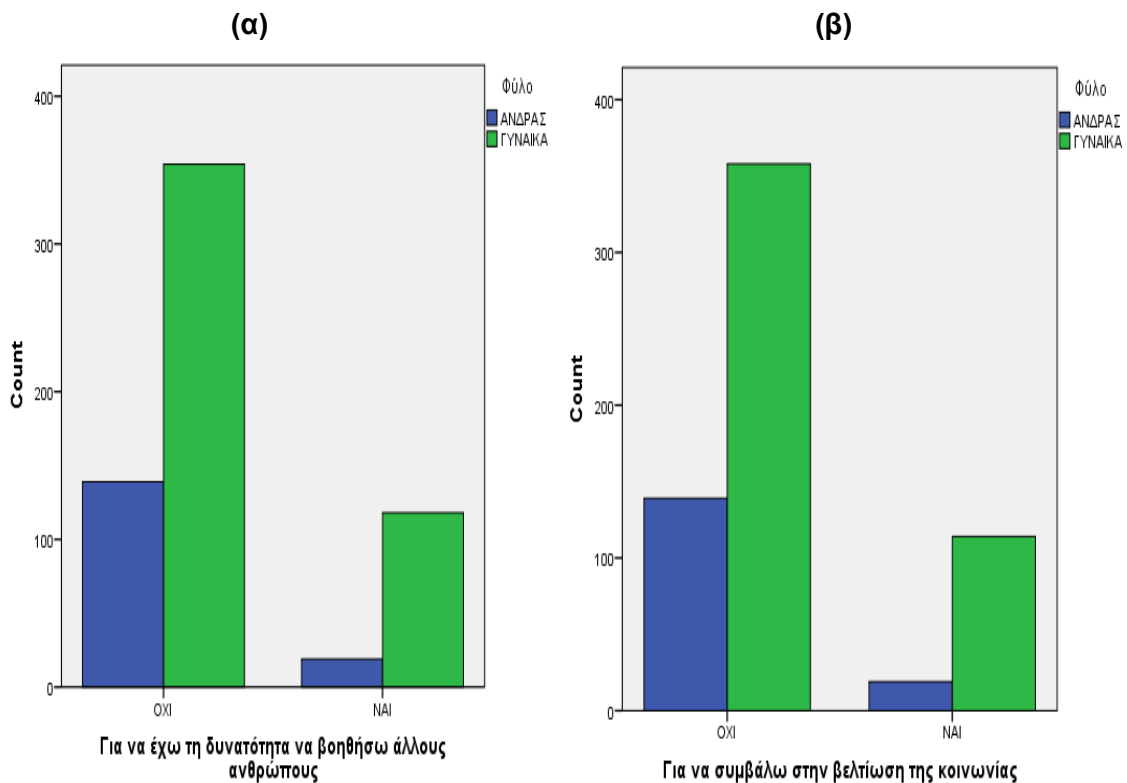 (α)
400
300
200
100
0
Count
ΟΧΙ
ΝΑΙ
Για να έχω τη δυνατότητα να βοηθήσω άλλους
ανθρώπους
Φύλο
ΑΝΔΡΑΣ
ΓΥΝΑΙΚΑ
(β)
400
300
200
100
0
Count
ΟΧΙ
ΝΑΙ
Για να συμβάλω στην βελτίωση της κοινωνίας
Φύλο
ΑΝΔΡΑΣ
ΓΥΝΑΙΚΑ